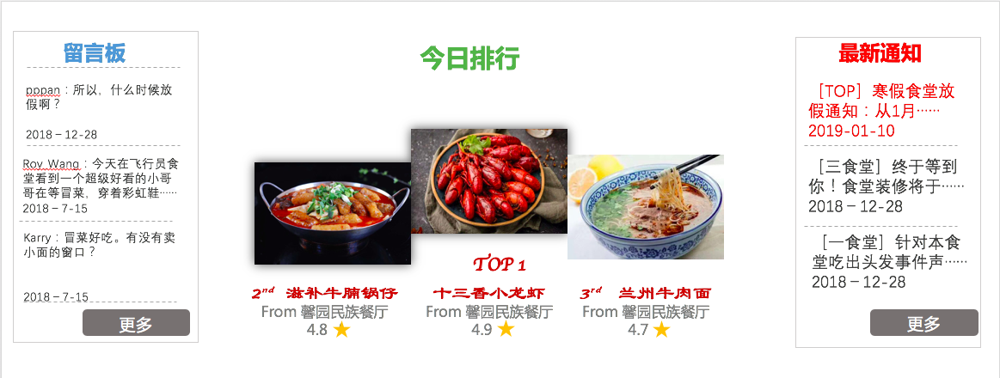 留言板
pppan：所以，什么时候放
假啊？
2018－12-28
Roy Wang：今天在飞行员食
堂看到一个超级好看的小哥
哥在等冒菜，穿着彩虹鞋……
2018－7-15
Karry：冒菜好吃。有没有卖
小面的窗口？
2018－7-15
更多
今日排行
TOP 1
2nd 滋补牛腩锅仔
From 馨园民族餐厅
4.8
十三香小龙虾
From 馨园民族餐厅
4.9
3rd 兰州牛肉面
From 馨园民族餐厅
4.7
最新通知
［TOP］寒假食堂放
假通知：从1月……
2019-01-10
［三食堂］终于等到
你！食堂装修将于……
2018－12-28
［一食堂］针对本食
堂吃出头发事件声……
2018－12-28
更多